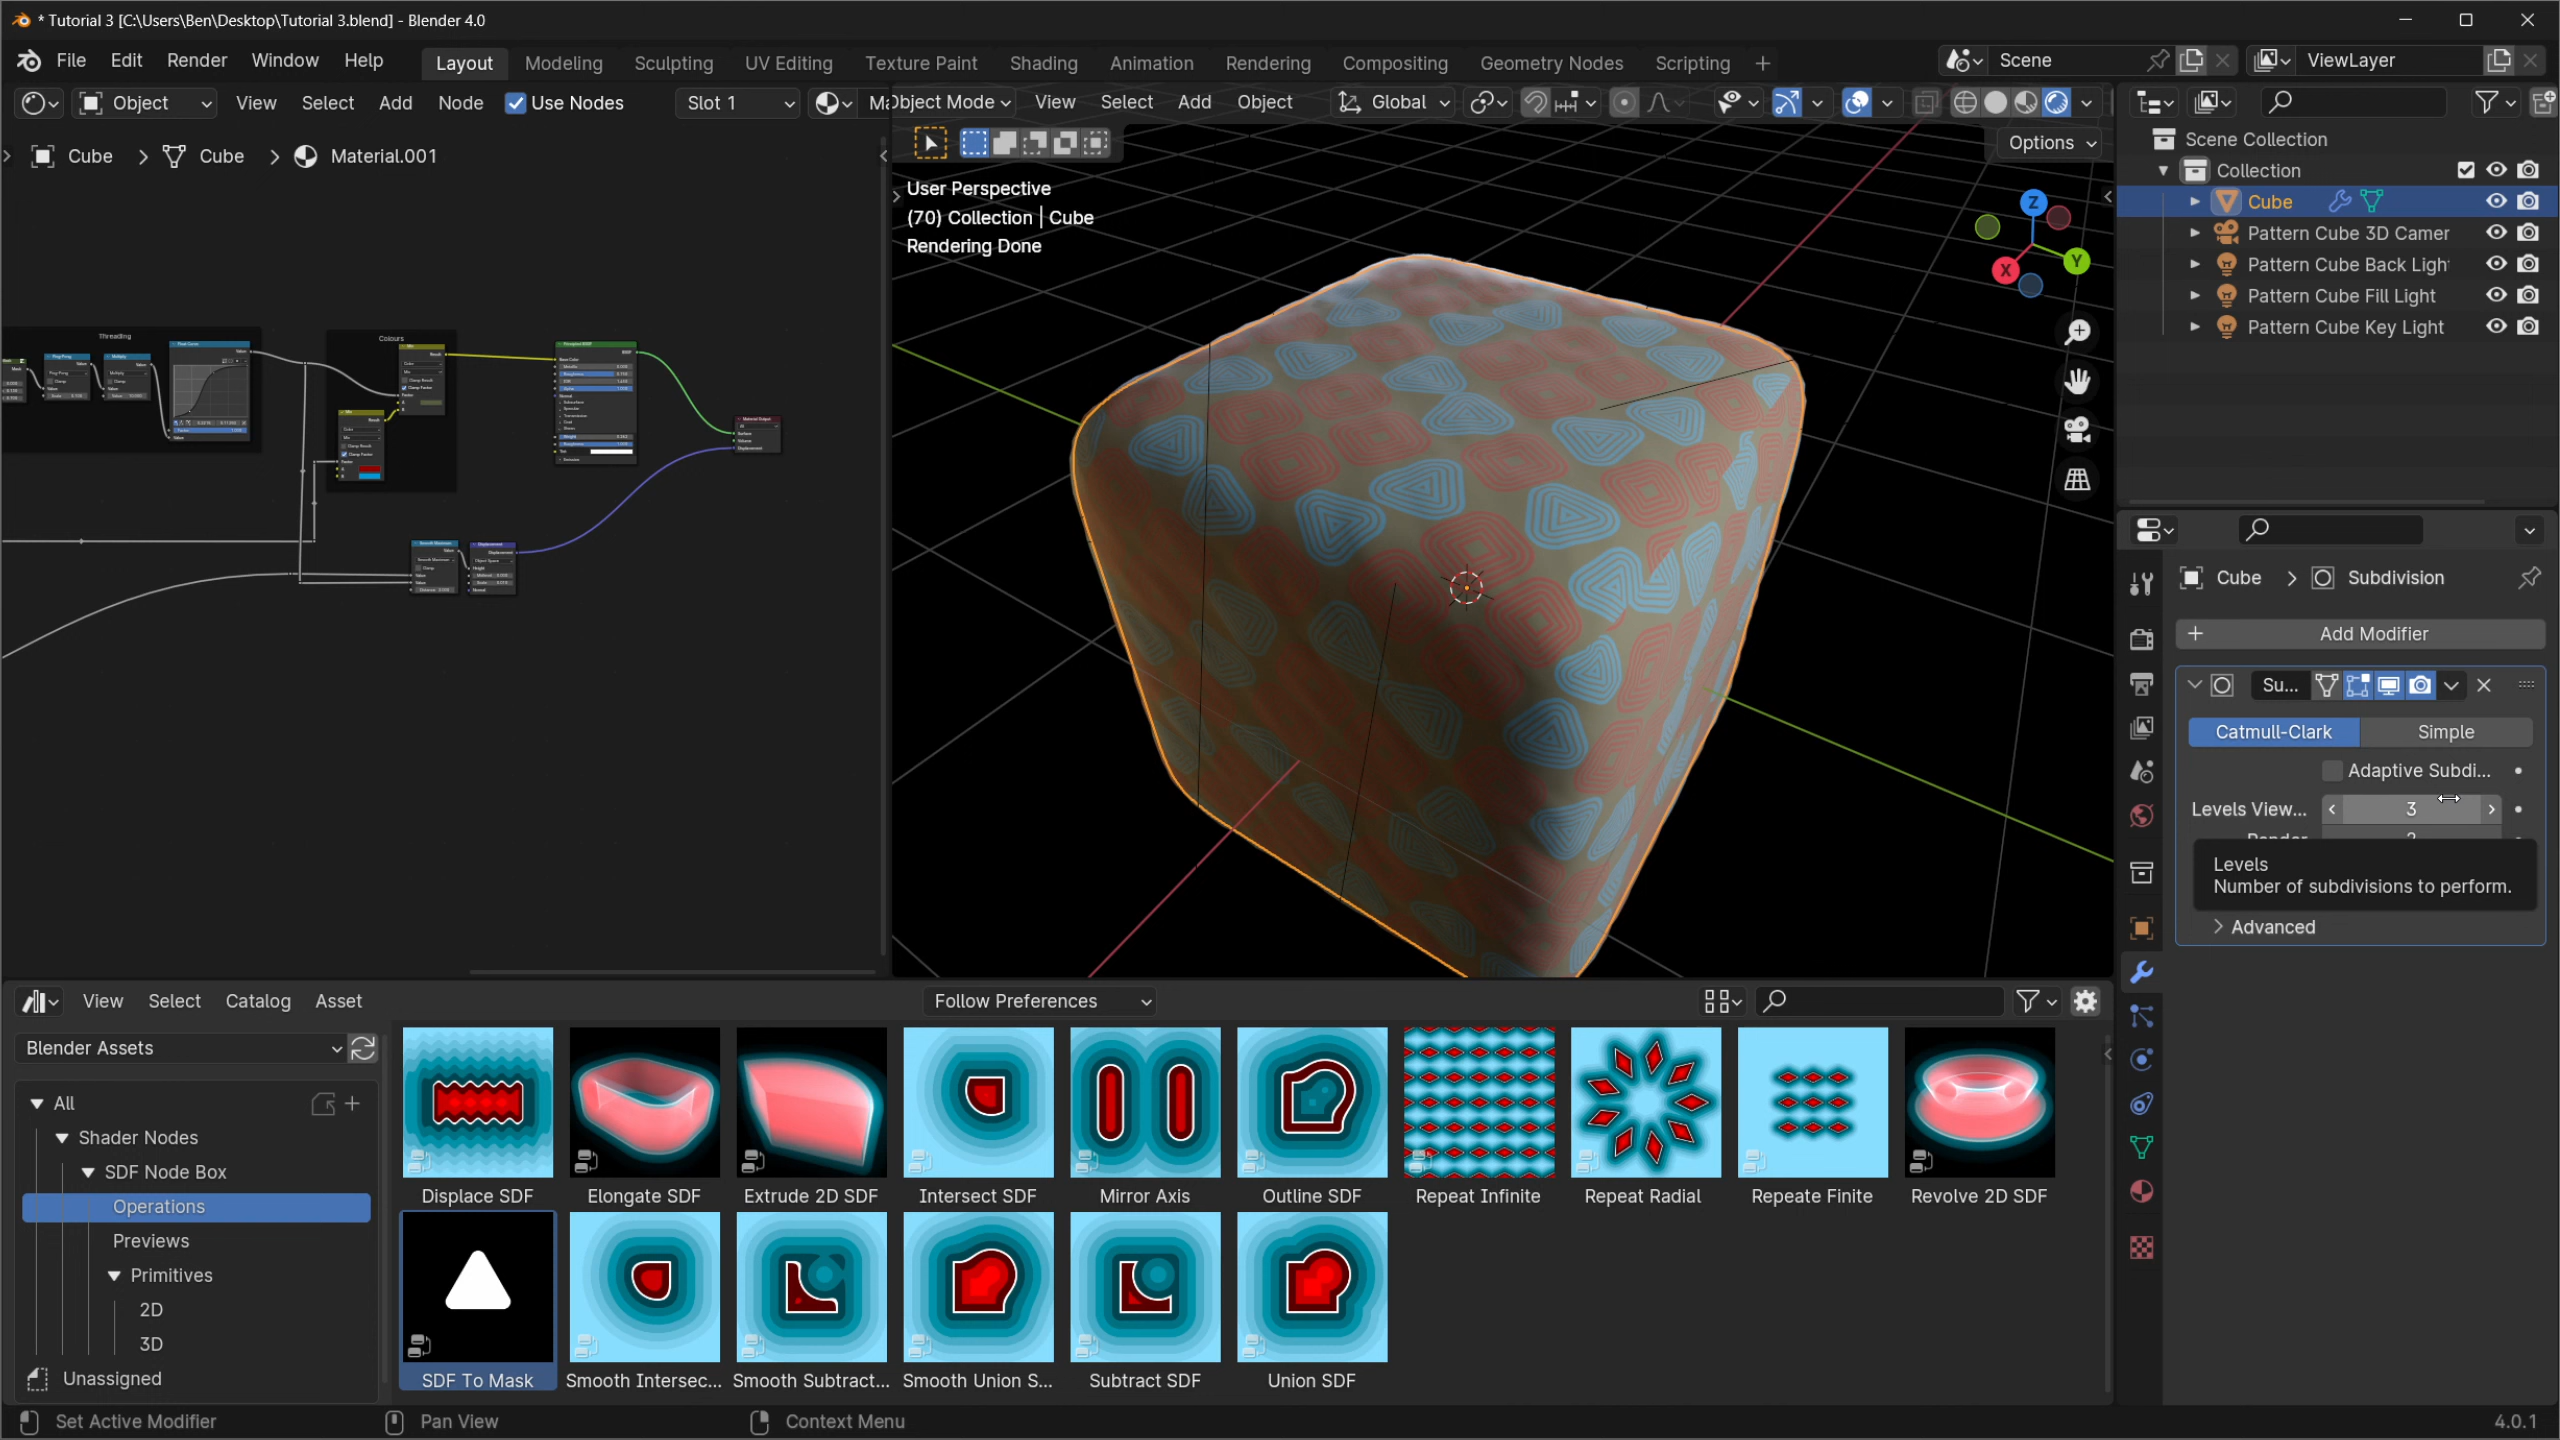 * Tutorial 3 [C:\Users\Ben\Desktop\Tutorial 3.blend] - Blender 4.0
File Edit Render Window Help Layout Modeling Sculpting UV Editing Texture Paint Shading Animation Rendering Compositing Geometry Nodes Scripting + Scene ViewLayer
Object View Select Add Node Use Nodes Slot 1 Ma
Object Mode View Select Add Object Global
Options
Cube > Cube > Material.001
User Perspective
(70) Collection | Cube
Rendering Done
Z
Y
X
Threading
Colours
Scene Collection
Collection
Cube
Pattern Cube 3D Camer
Pattern Cube Back Ligh
Pattern Cube Fill Light
Pattern Cube Key Light
Cube > Subdivision
+ Add Modifier
Su...
Catmull-Clark Simple
Adaptive Subdi...
Levels View... 3
Levels
Number of subdivisions to perform.
Advanced
View Select Catalog Asset Follow Preferences
Blender Assets
All
Shader Nodes
SDF Node Box
Operations
Previews
Primitives
2D
3D
Unassigned
Displace SDF Elongate SDF Extrude 2D SDF Intersect SDF Mirror Axis Outline SDF Repeat Infinite Repeat Radial Repeate Finite Revolve 2D SDF
SDF To Mask Smooth Intersec... Smooth Subtract... Smooth Union S... Subtract SDF Union SDF
Set Active Modifier Pan View Context Menu 4.0.1